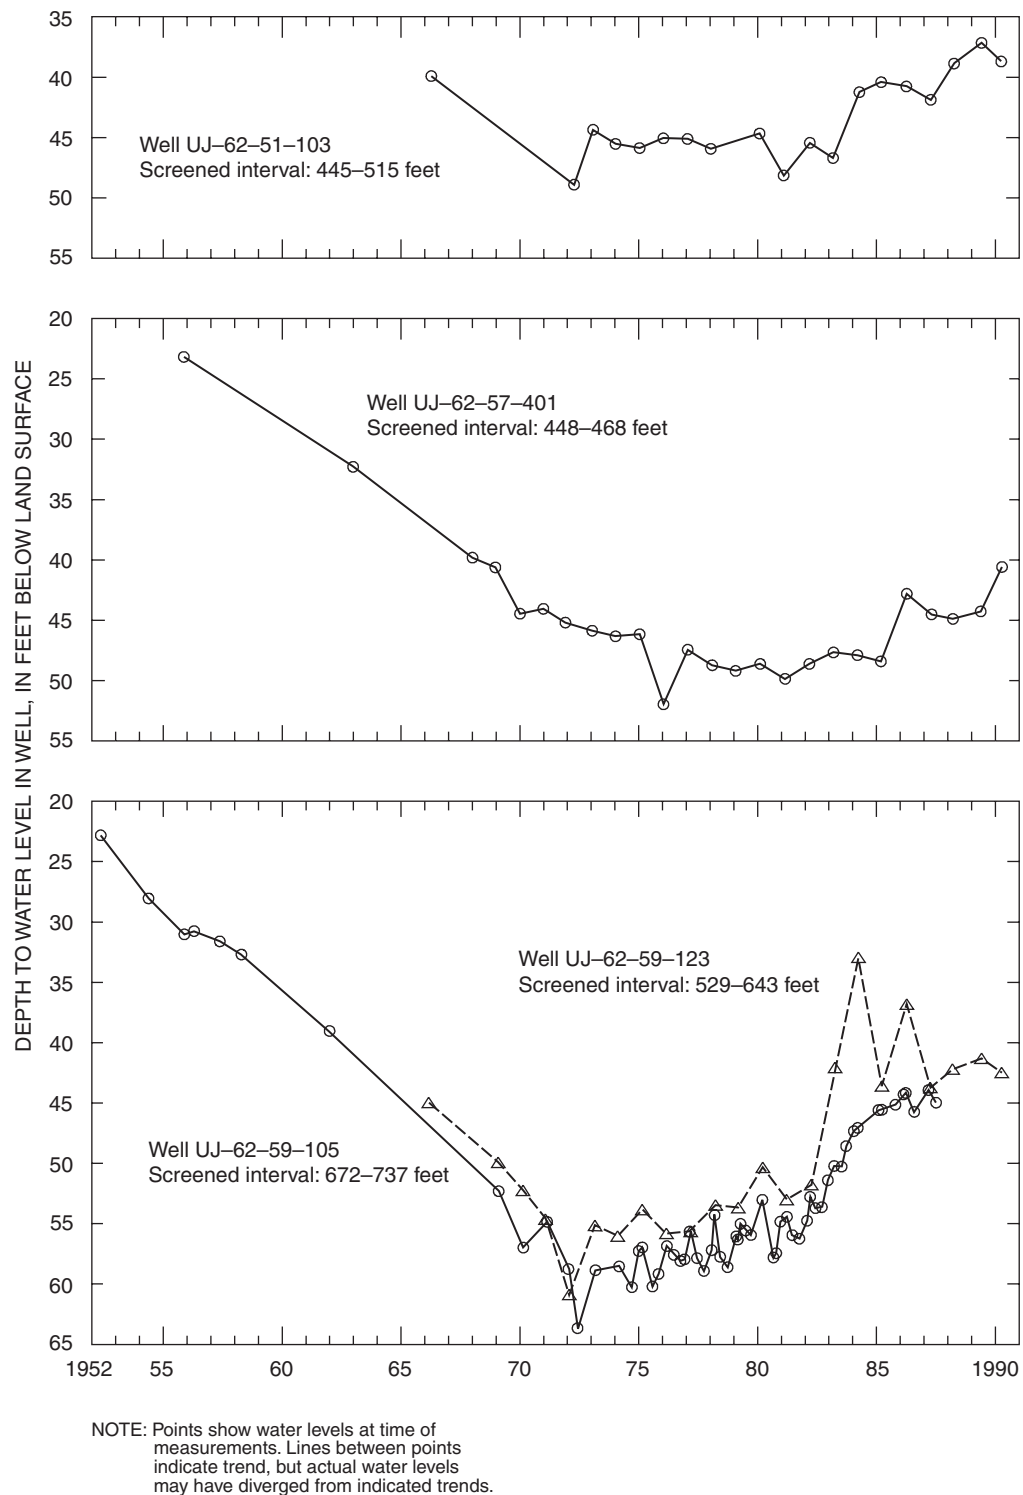 DEPTH TO WATER LEVEL IN WELL, IN FEET BELOW LAND SURFACE
35
40
45
50
55
Well UJ–62–51–103
Screened interval: 445–515 feet
20
25
30
35
40
45
50
55
Well UJ–62–57–401
Screened interval: 448–468 feet
20
25
30
35
40
45
50
55
60
65
Well UJ–62–59–123
Screened interval: 529–643 feet
Well UJ–62–59–105
Screened interval: 672–737 feet
1952 55 60 65 70 75 80 85 1990
NOTE: Points show water levels at time of
measurements. Lines between points
indicate trend, but actual water levels
may have diverged from indicated trends.